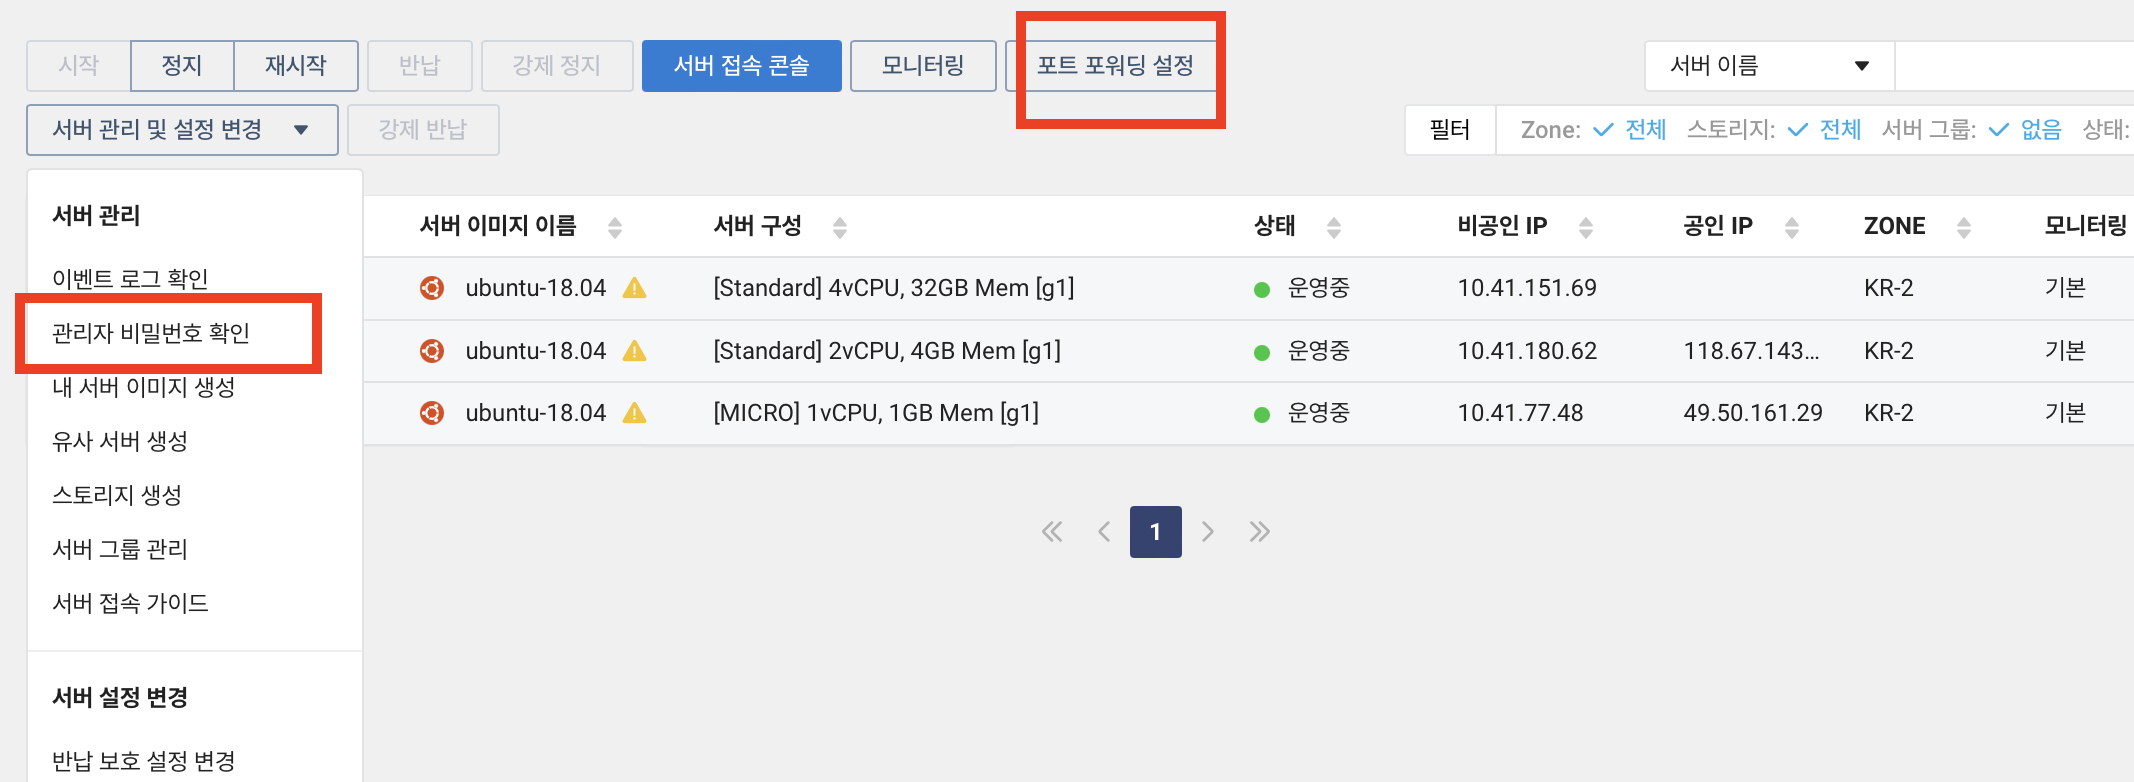 시작 정지 재시작 반납 강제 정지 서버 접속 콘솔 모니터링 포트 포워딩 설정 서버 이름
서버 관리 및 설정 변경 강제 반납 필터 Zone: 전체 스토리지: 전체 서버 그룹: 없음 상태:
서버 관리
이벤트 로그 확인
관리자 비밀번호 확인
내 서버 이미지 생성
유사 서버 생성
스토리지 생성
서버 그룹 관리
서버 접속 가이드
서버 설정 변경
반납 보호 설정 변경
서버 이미지 이름 서버 구성 상태 비공인 IP 공인 IP ZONE 모니터링
ubuntu-18.04 [Standard] 4vCPU, 32GB Mem [g1] 운영중 10.41.151.69 KR-2 기본
ubuntu-18.04 [Standard] 2vCPU, 4GB Mem [g1] 운영중 10.41.180.62 118.67.143... KR-2 기본
ubuntu-18.04 [MICRO] 1vCPU, 1GB Mem [g1] 운영중 10.41.77.48 49.50.161.29 KR-2 기본
1